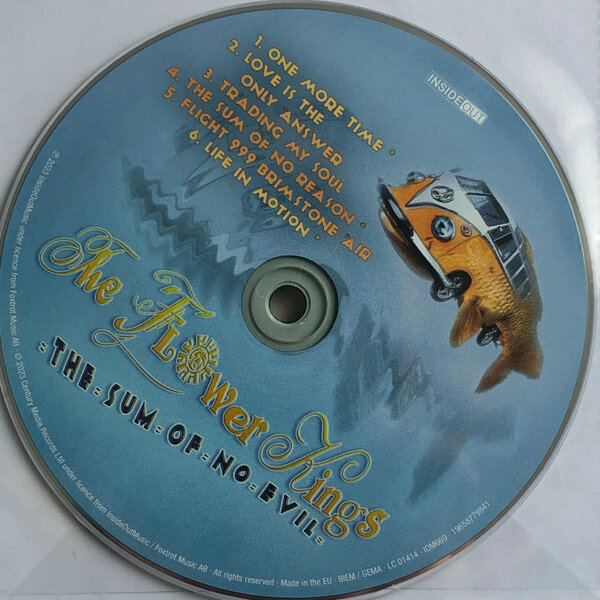 1. ONE MORE TIME •
2. LOVE IS THE
ONLY ANSWER
3. TRADING MY SOUL
4. THE SUM OF NO REASON •
5. FLIGHT 999 BRIMSTONE AIR
6. LIFE IN MOTION •
INSIDEOUT
The Flower Kings
THE SUM OF NO EVIL
℗ 2023 InsideOutMusic under licence from Foxtrot Music AB · © 2023 Century Media Records Ltd under licence from InsideOutMusic / Foxtrot Music AB · All rights reserved · Made in the EU · BIEM / GEMA · LC 01414 · IOM669 · 19658779841